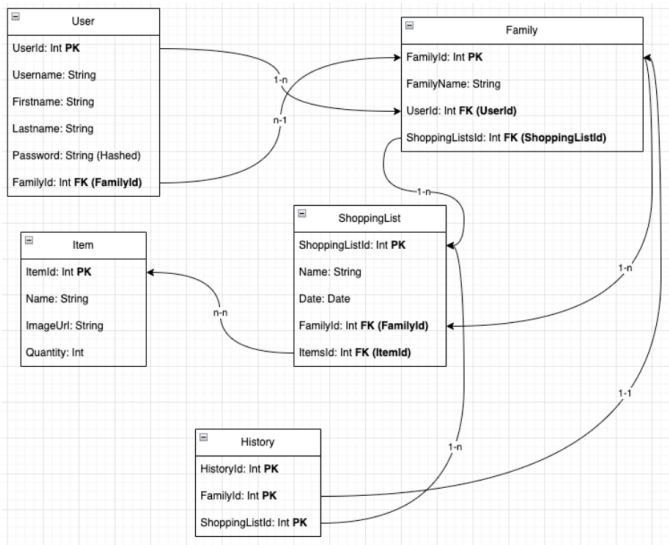 User
UserId: Int PK
Username: String
Firstname: String
Lastname: String
Password: String (Hashed)
FamilyId: Int FK (FamilyId)
Family
FamilyId: Int PK
FamilyName: String
UserId: Int FK (UserId)
ShoppingListsId: Int FK (ShoppingListId)
1-n
n-1
1-n
ShoppingList
ShoppingListId: Int PK
Name: String
Date: Date
FamilyId: Int FK (FamilyId)
ItemsId: Int FK (ItemId)
1-n
Item
ItemId: Int PK
Name: String
ImageUrl: String
Quantity: Int
n-n
1-1
1-n
History
HistoryId: Int PK
FamilyId: Int PK
ShoppingListId: Int PK